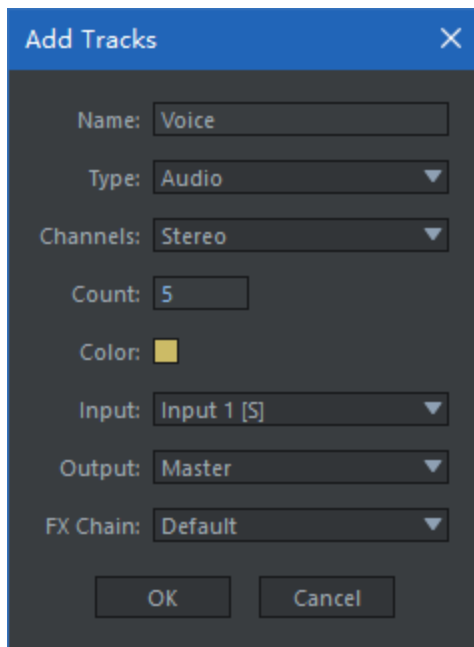 Add Tracks
Name: Voice
Type: Audio
Channels: Stereo
Count: 5
Color:
Input: Input 1 [S]
Output: Master
FX Chain: Default
OK Cancel